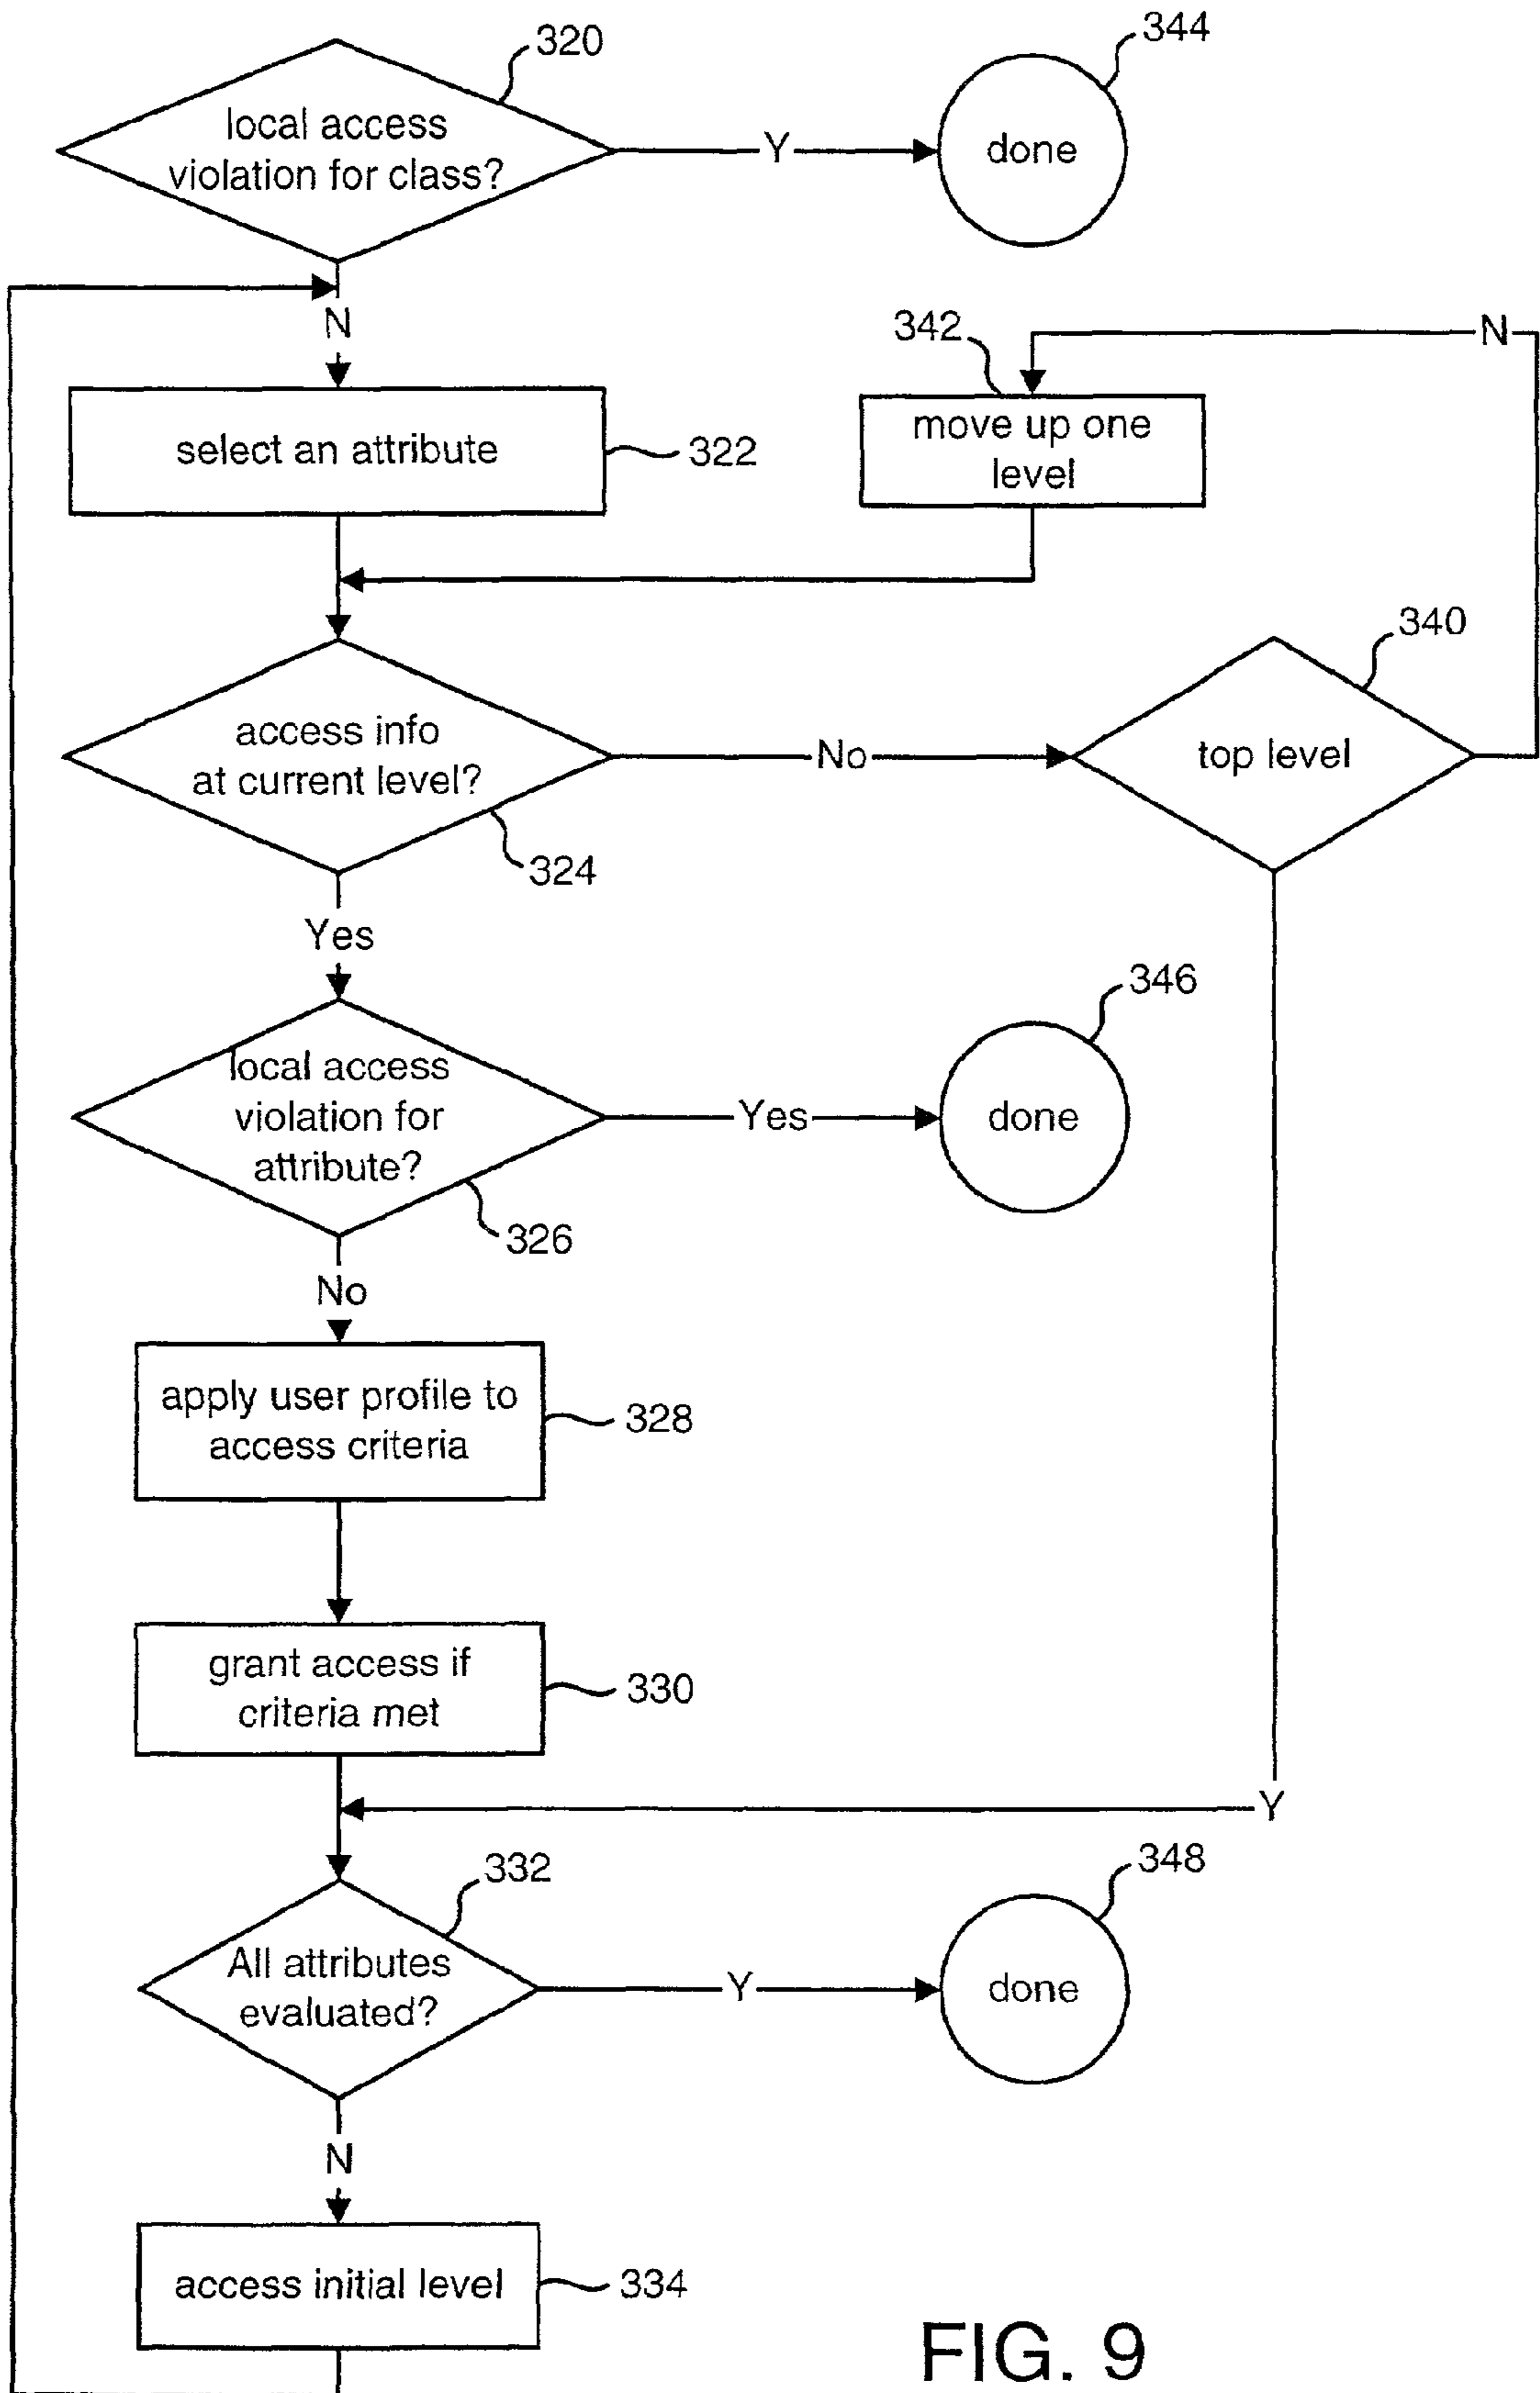 320
344
local access
violation for class?
Y
done
N
342
N
select an attribute
322
move up one
level
340
access info
at current level?
No
top level
324
Yes
346
local access
violation for
attribute?
Yes
done
326
No
apply user profile to
access criteria
328
grant access if
criteria met
330
Y
332
348
All attributes
evaluated?
Y
done
N
access initial level
334
FIG. 9